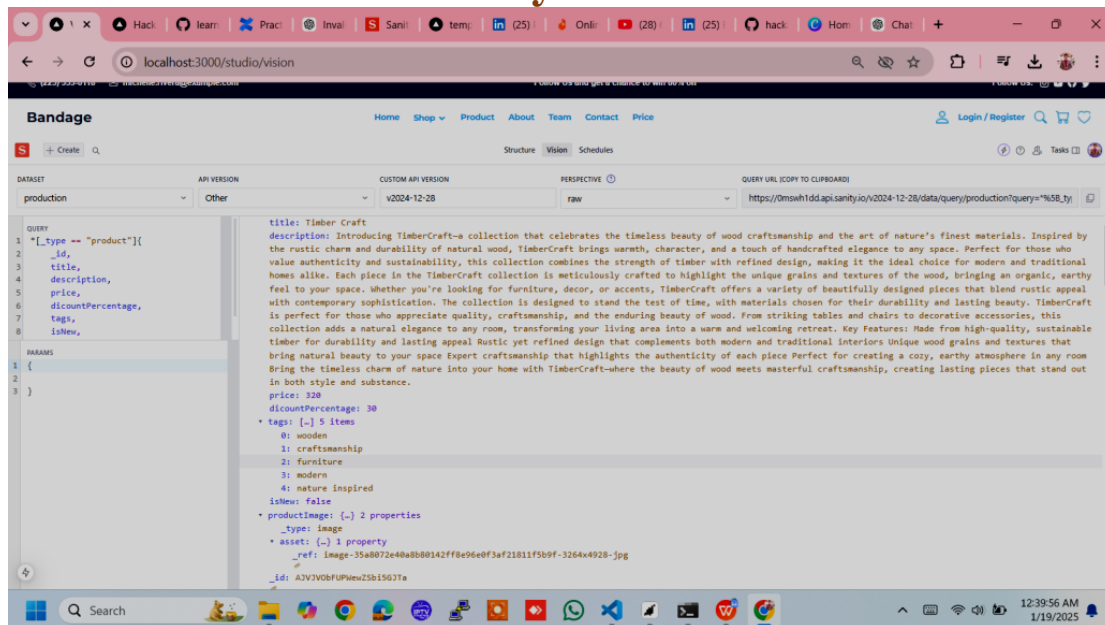 Hack
learn
Pract
Inval
Sanit
temp
(25)
Onlir
(28)
(25)
hack
Hom
Chat
localhost:3000/studio/vision
Bandage
Home Shop Product About Team Contact Price
Login / Register
S + Create
Structure Vision Schedules
Tasks
DATASET API VERSION CUSTOM API VERSION PERSPECTIVE QUERY URL [COPY TO CLIPBOARD]
production Other v2024-12-28 raw https://0mswh1dd.api.sanity.io/v2024-12-28/data/query/production?query=*%5B_ty
QUERY
1 *[_type == "product"]{
2 _id,
3 title,
4 description,
5 price,
6 dicountPercentage,
7 tags,
8 isNew,
PARAMS
1 {
2
3 }
title: Timber Craft
description: Introducing TimberCraft—a collection that celebrates the timeless beauty of wood craftsmanship and the art of nature's finest materials. Inspired by
the rustic charm and durability of natural wood, TimberCraft brings warmth, character, and a touch of handcrafted elegance to any space. Perfect for those who
value authenticity and sustainability, this collection combines the strength of timber with refined design, making it the ideal choice for modern and traditional
homes alike. Each piece in the TimberCraft collection is meticulously crafted to highlight the unique grains and textures of the wood, bringing an organic, earthy
feel to your space. Whether you're looking for furniture, decor, or accents, TimberCraft offers a variety of beautifully designed pieces that blend rustic appeal
with contemporary sophistication. The collection is designed to stand the test of time, with materials chosen for their durability and lasting beauty. TimberCraft
is perfect for those who appreciate quality, craftsmanship, and the enduring beauty of wood. From striking tables and chairs to decorative accessories, this
collection adds a natural elegance to any room, transforming your living area into a warm and welcoming retreat. Key Features: Made from high-quality, sustainable
timber for durability and lasting appeal Rustic yet refined design that complements both modern and traditional interiors Unique wood grains and textures that
bring natural beauty to your space Expert craftsmanship that highlights the authenticity of each piece Perfect for creating a cozy, earthy atmosphere in any room
Bring the timeless charm of nature into your home with TimberCraft—where the beauty of wood meets masterful craftsmanship, creating lasting pieces that stand out
in both style and substance.
price: 320
dicountPercentage: 30
tags: […] 5 items
0: wooden
1: craftsmanship
2: furniture
3: modern
4: nature inspired
isNew: false
productImage: {…} 2 properties
_type: image
asset: {…} 1 property
_ref: image-35a8072e40a8b80142ff8e96e0f3af21811f5b9f-3264x4928-jpg
_id: AJVJVObFUPWewZSbi5GJTa
Search
12:39:56 AM
1/19/2025